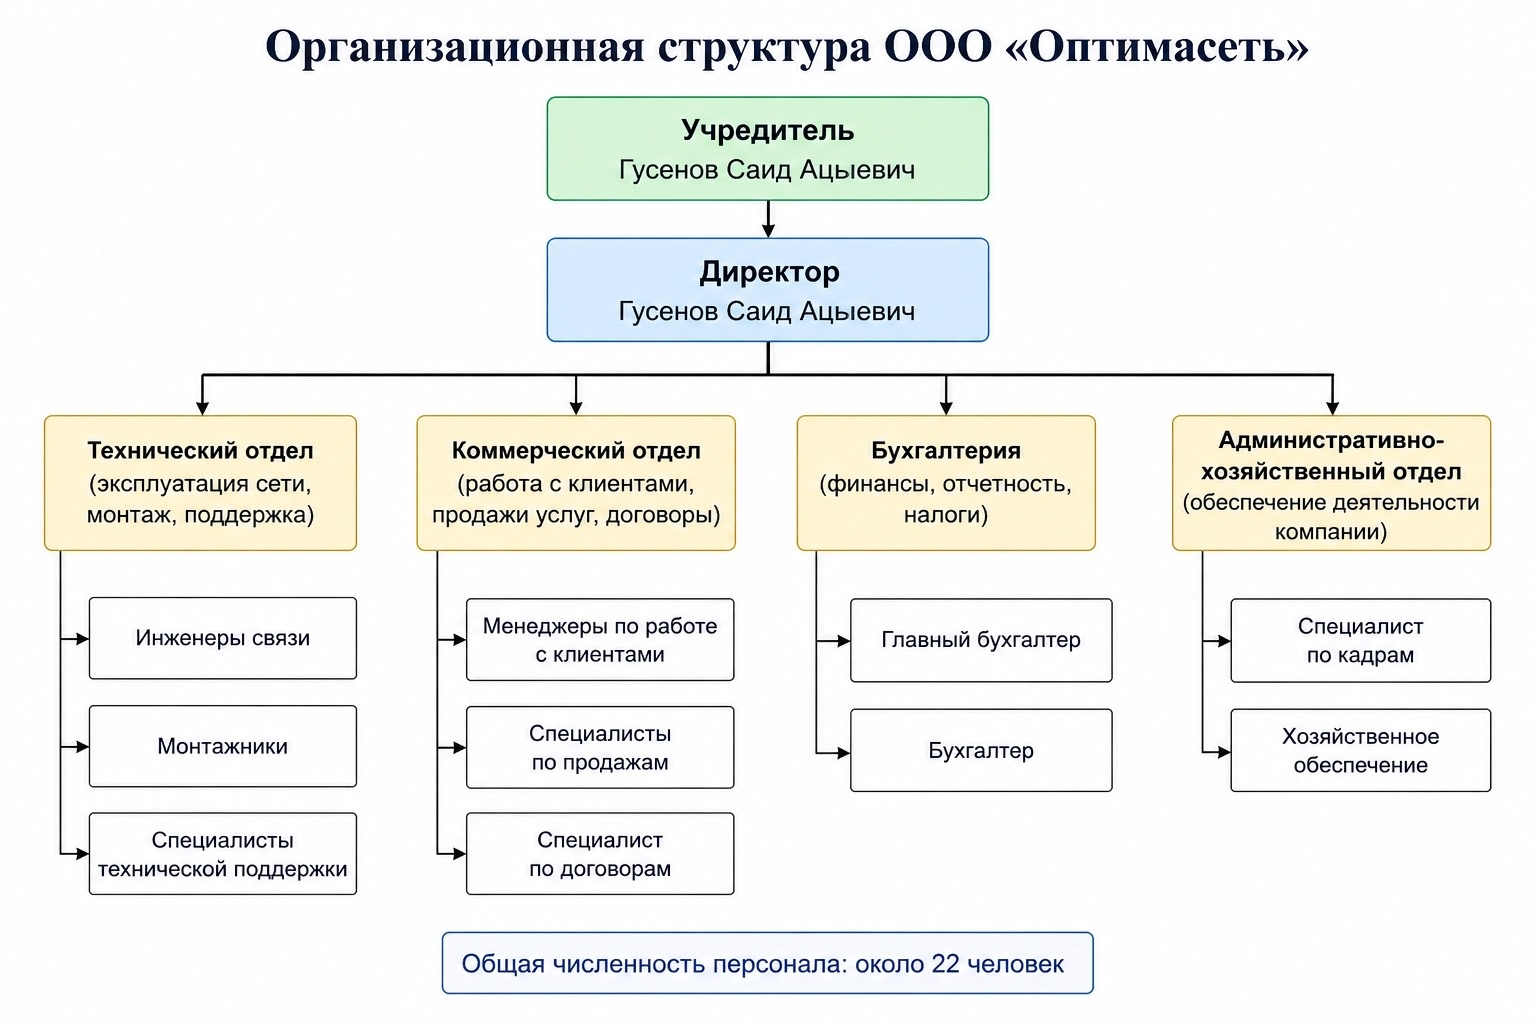 Организационная структура ООО «Оптимасеть»
Учредитель
Гусенов Саид Ацыевич
Директор
Гусенов Саид Ацыевич
Технический отдел
(эксплуатация сети,
монтаж, поддержка)
Инженеры связи
Монтажники
Специалисты
технической поддержки
Коммерческий отдел
(работа с клиентами,
продажи услуг, договоры)
Менеджеры по работе
с клиентами
Специалисты
по продажам
Специалист
по договорам
Бухгалтерия
(финансы, отчетность,
налоги)
Главный бухгалтер
Бухгалтер
Административно-
хозяйственный отдел
(обеспечение деятельности
компании)
Специалист
по кадрам
Хозяйственное
обеспечение
Общая численность персонала: около 22 человек